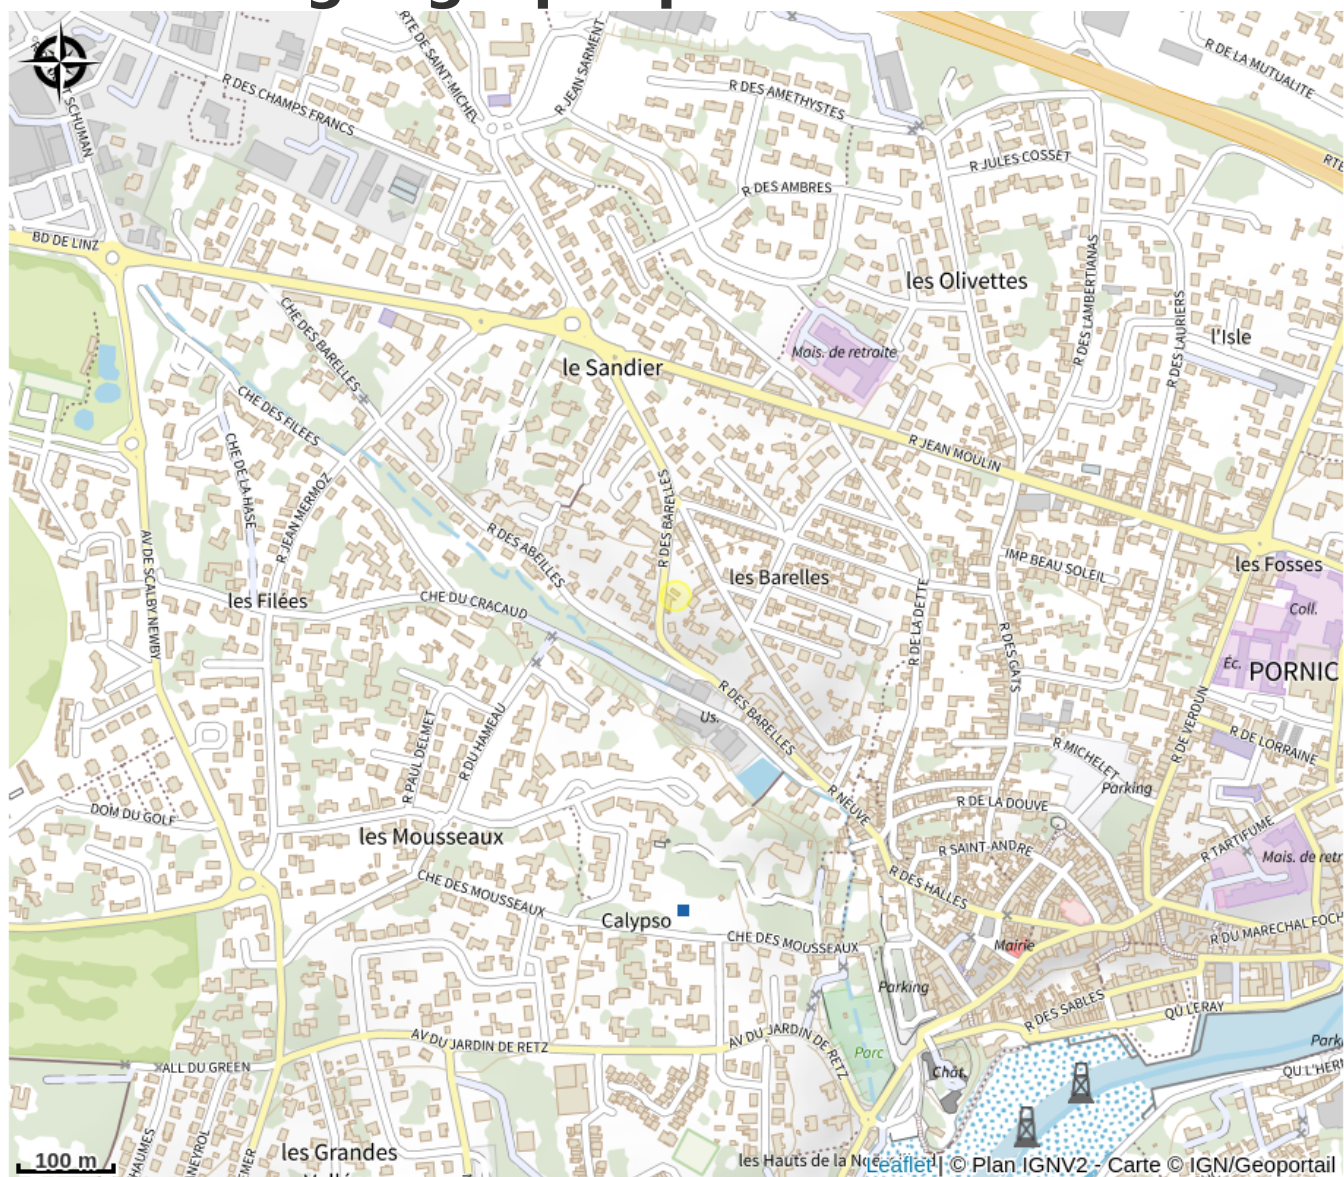 RTE DE SAINT-MICHEL
R JEAN SARMENT
R DE LA MUTUALITE
SCHUMAN
R DES CHAMPS FRANCS
R DES AMETHYSTES
R JULES COSSET
RTE
R DES AMBRES
BD DE LINZ
les Olivettes
R DES LAMBERTIANAS
R DES LAURIERS
l'Isle
CHE DES BARELLES
le Sandier
Mais. de retraite
CHE DES FILÉES
R JEAN MOULIN
CHE DE LA HASE
R JEAN MERMOZ
R DES BARELLES
AV DE SCALBY NEWBY
R DES ABEILLES
les Barelles
IMP BEAU SOLEIL
les Fosses
les Filées
CHE DU CRACAUD
R DE LA DETTE
R DES GATS
Coll.
Éc.
PORNIC
R DES BARELLES
Us.
R PAUL DELMET
R DU HAMEAU
R DE VERDUN
R DE LORRAINE
R MICHELET
Parking
DOM DU GOLF
R NEUVE
R DE LA DOUVE
les Mousseaux
R SAINT-ANDRE
R TARTIFUME
Mais. de retr
CHE DES MOUSSEAUX
R DES HALLES
Calypso
CHE DES MOUSSEAUX
Mairie
R DU MARECHAL FOCH
Parking
R DES SABLES
QU LERAY
AV DU JARDIN DE RETZ
AV DU JARDIN DE RETZ
Parc
Chât.
ALL DU GREEN
QU L'HERM
les Grandes
les Hauts de la
100 m
Leaflet | © Plan IGNV2 - Carte © IGN/Geoportail